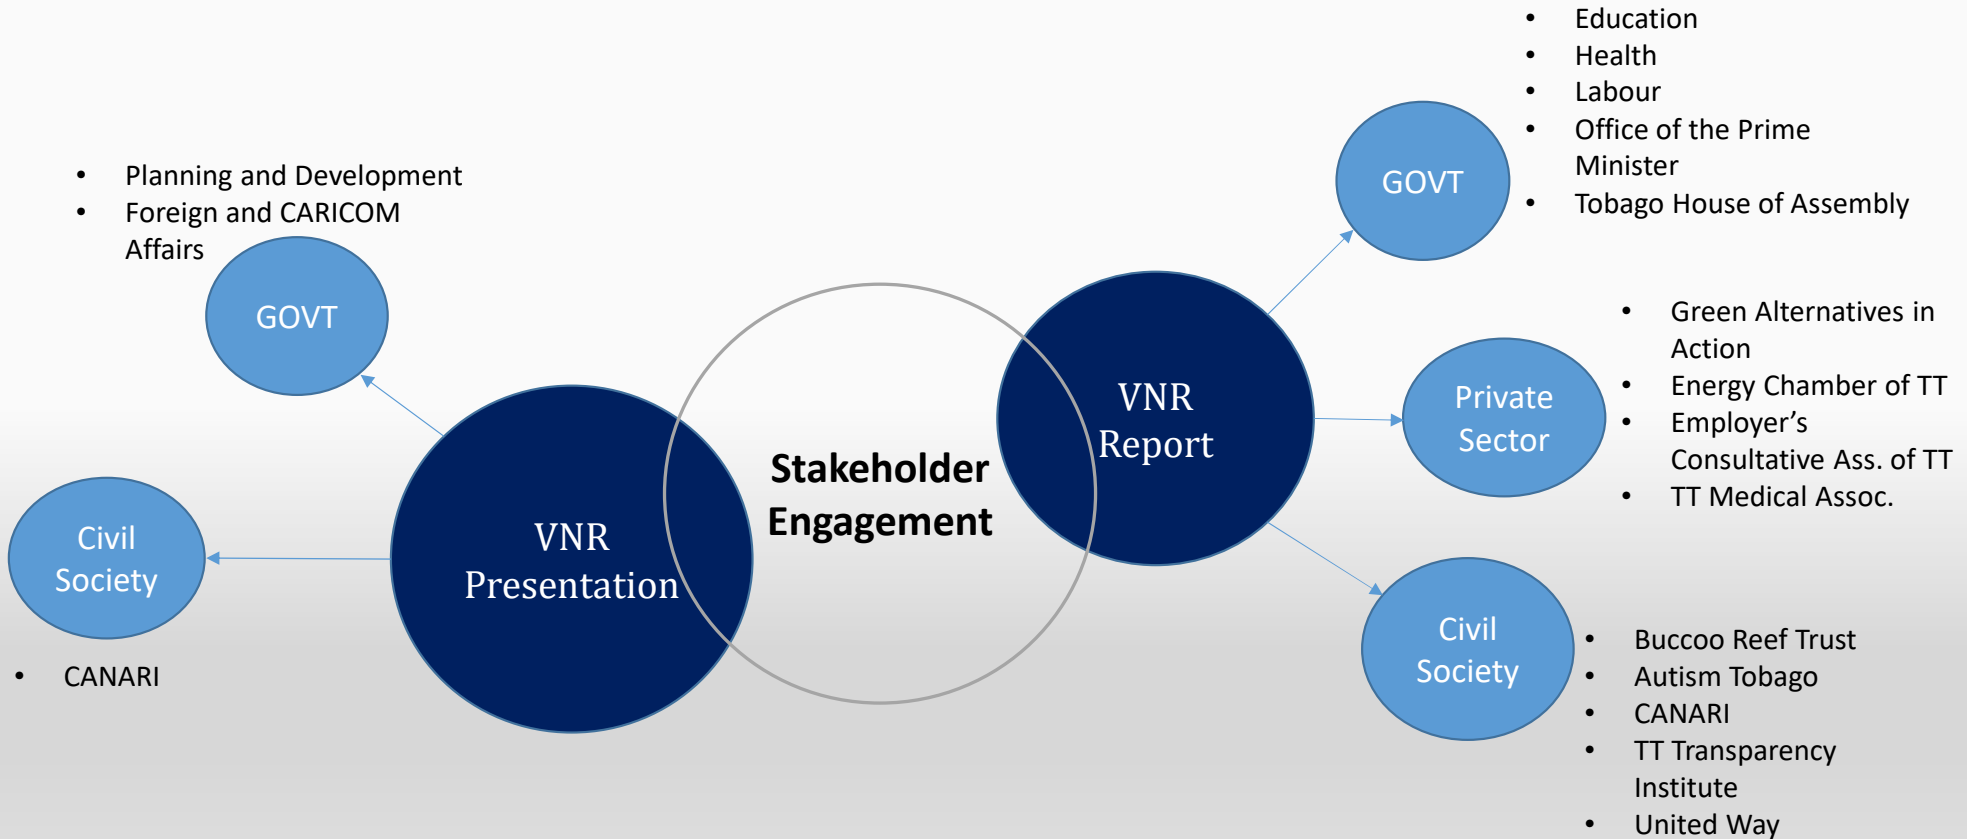 • Planning and Development
• Foreign and CARICOM
Affairs
GOVT
Civil
Society
• CANARI
VNR
Presentation
Stakeholder
Engagement
VNR
Report
• Education
• Health
• Labour
• Office of the Prime
Minister
• Tobago House of Assembly
GOVT
• Green Alternatives in
Action
• Energy Chamber of TT
• Employer’s
Consultative Ass. of TT
• TT Medical Assoc.
Private
Sector
Civil
Society
• Buccoo Reef Trust
• Autism Tobago
• CANARI
• TT Transparency
Institute
• United Way